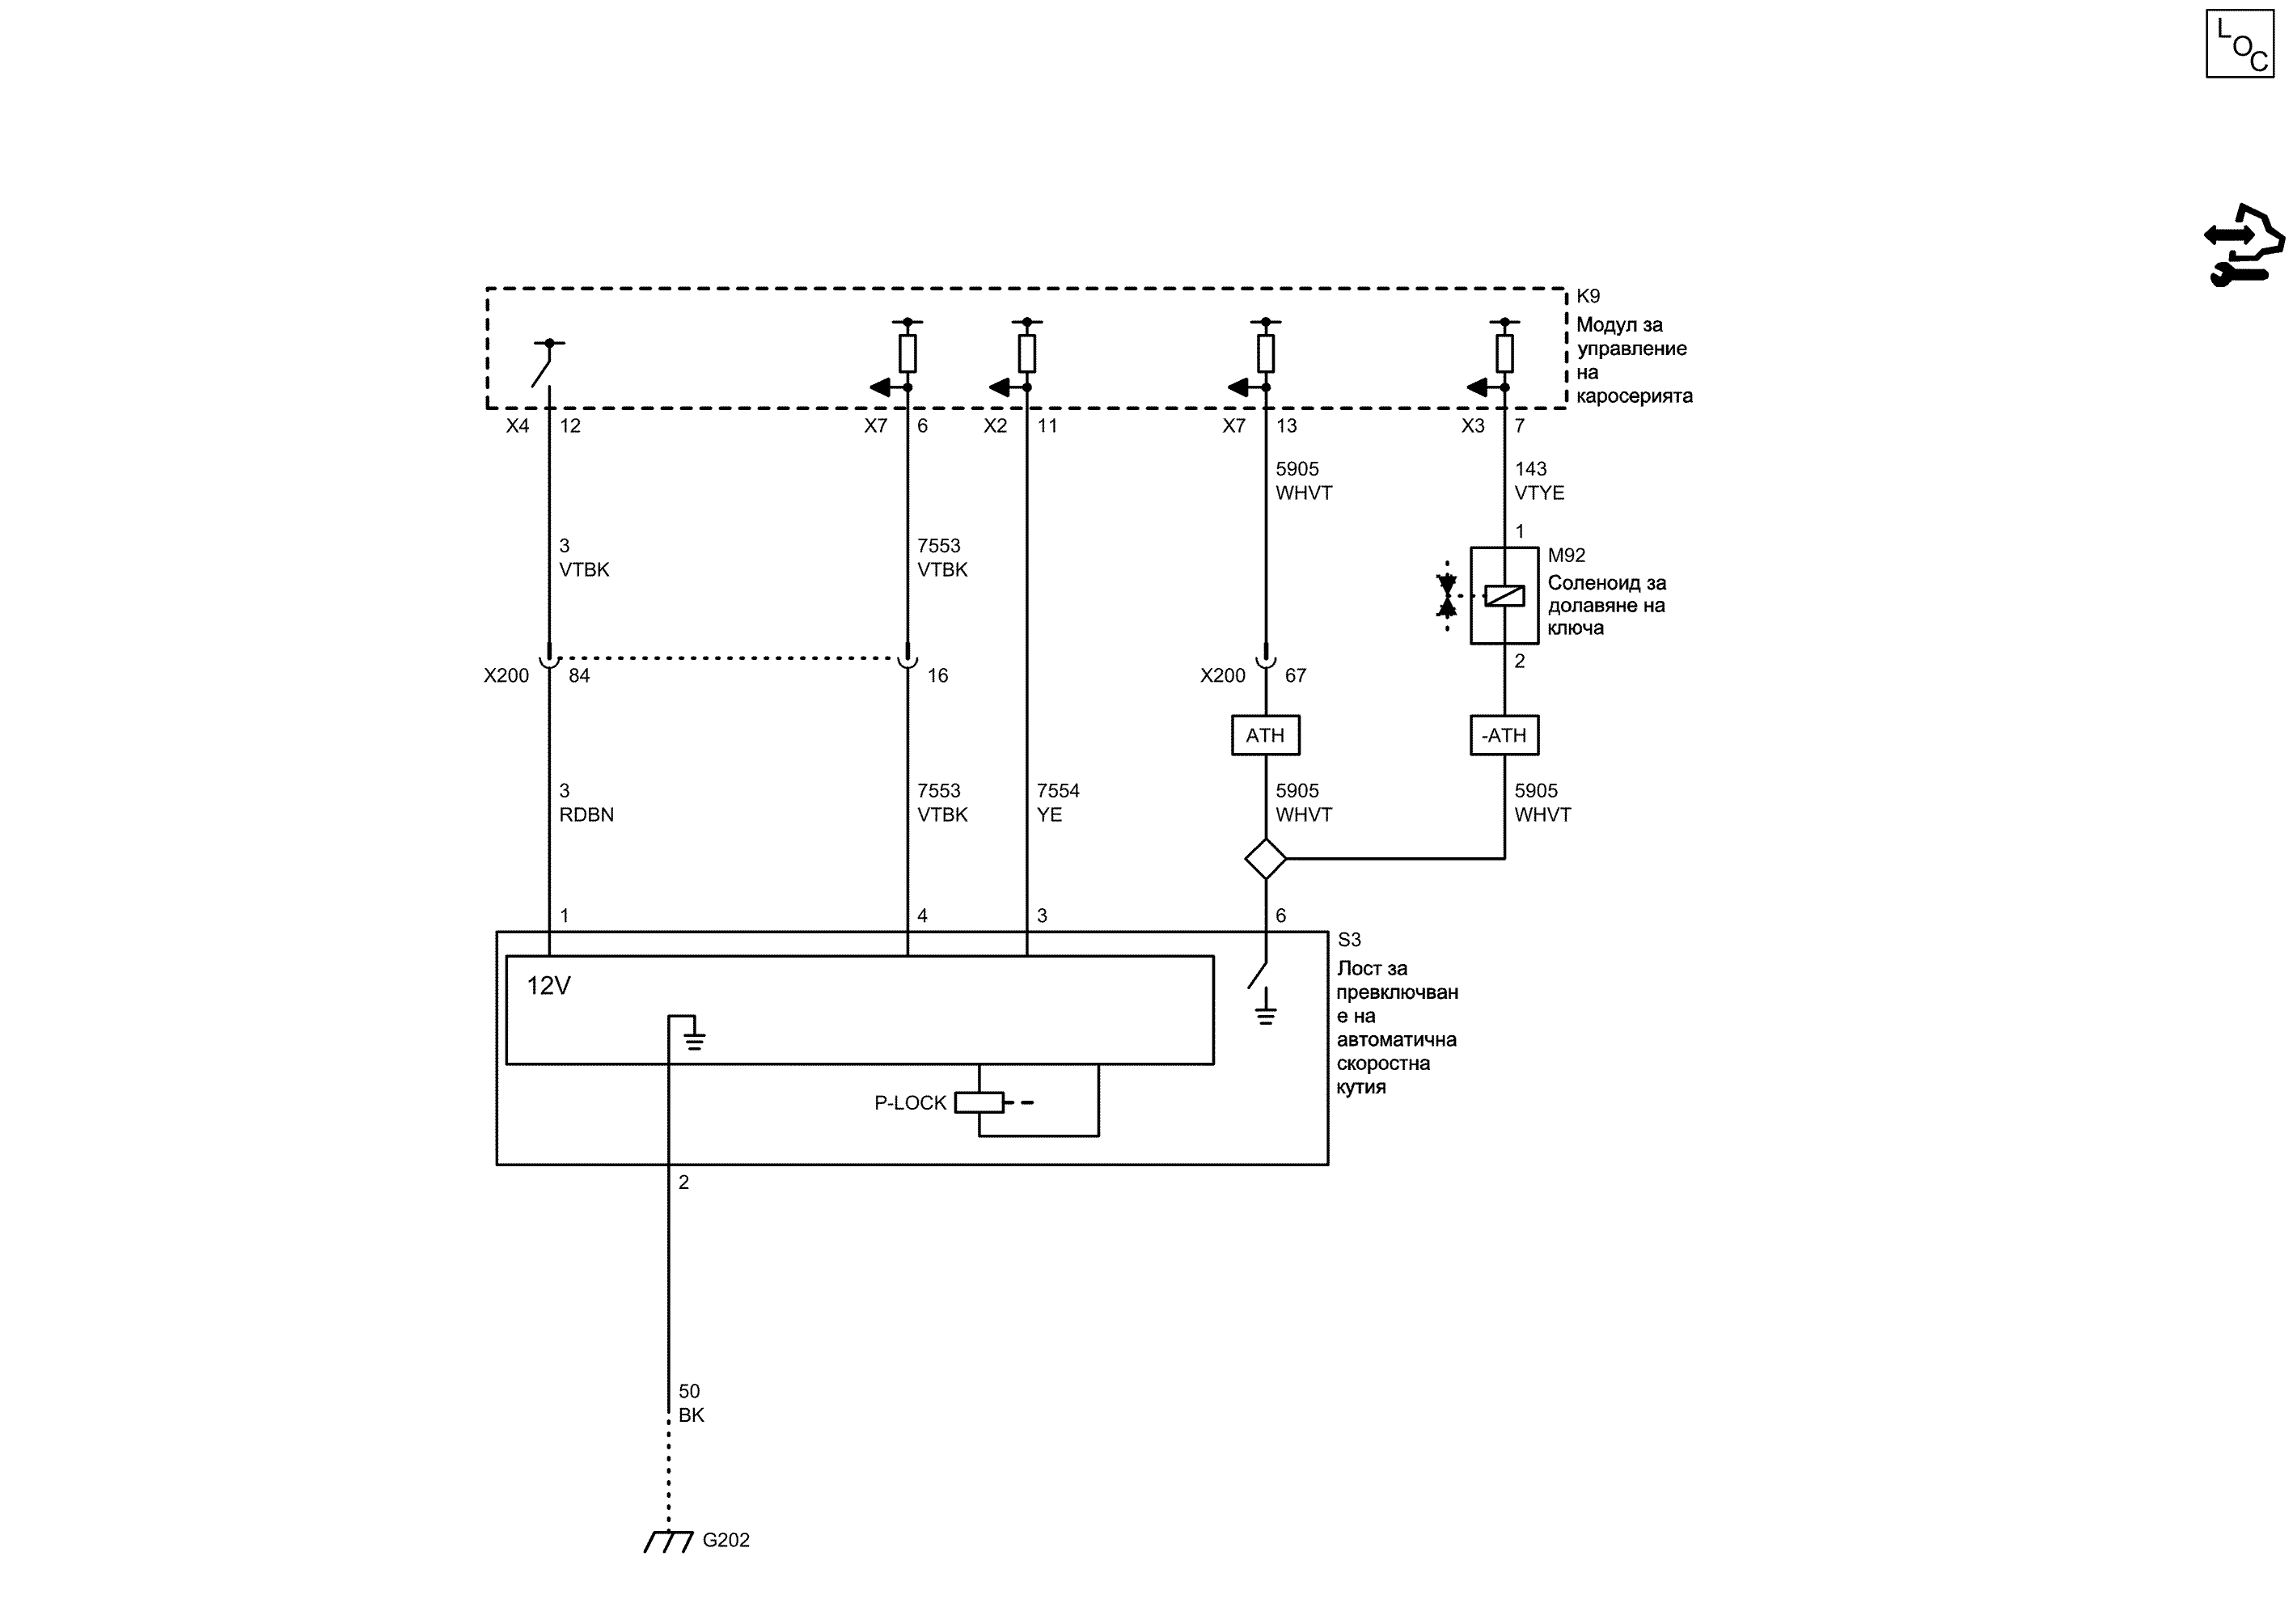 LOC
K9
Модул за
управление
на
каросерията
X4 12
X7 6
X2 11
X7 13
X3 7
5905
WHVT
143
VTYE
1
3
VTBK
7553
VTBK
M92
Соленоид за
долавяне на
ключа
2
X200 84
16
X200 67
ATH
-ATH
3
RDBN
7553
VTBK
7554
YE
5905
WHVT
5905
WHVT
1
4
3
6
S3
Лост за
превключван
е на
автоматична
скоростна
кутия
12V
P-LOCK
2
50
BK
G202